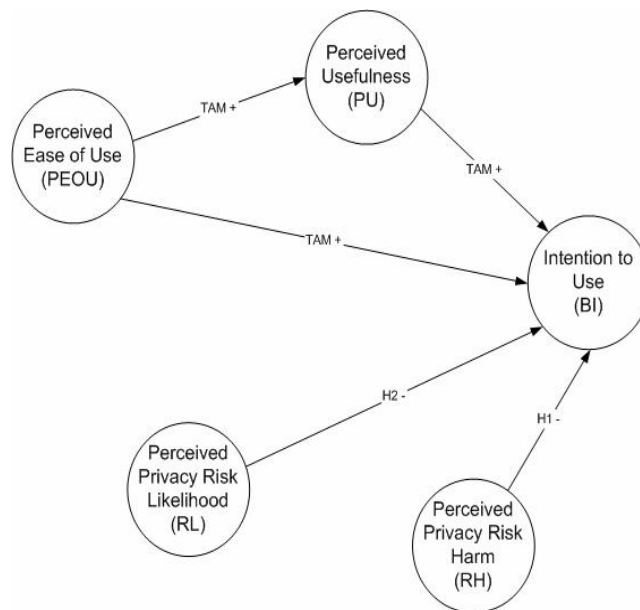 Perceived
Usefulness
(PU)
TAM +
Perceived
Ease of Use
(PEOU)
TAM +
TAM +
Intention to
Use
(BI)
H2 -
H1 -
Perceived
Privacy Risk
Likelihood
(RL)
Perceived
Privacy Risk
Harm
(RH)